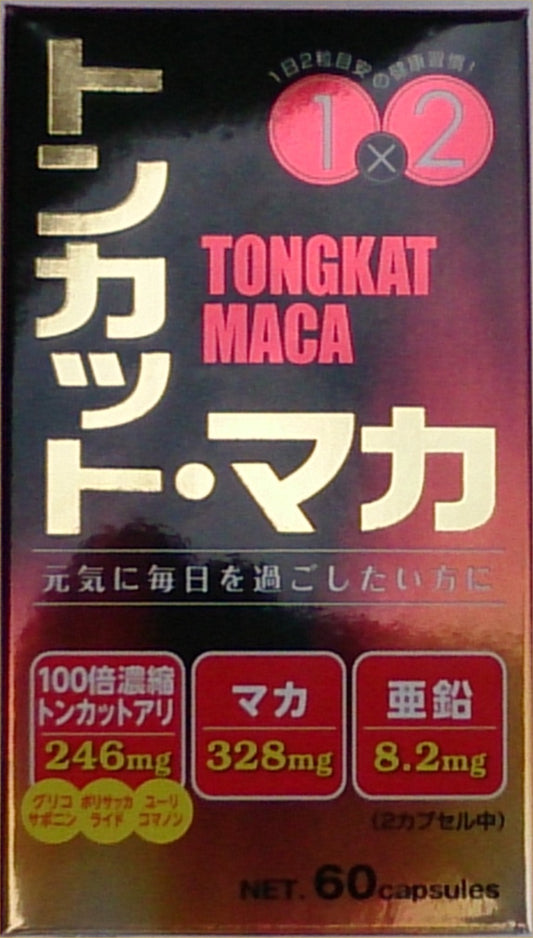 1日2粒目安の健康習慣!
1×2
トンカット・マカ
TONGKAT
MACA
元気に毎日を過ごしたい方に
100倍濃縮
トンカットアリ
246mg
マカ
328mg
亜鉛
8.2mg
グリコ
サポニン
ポリサッカ
ライド
ユーリ
コマノン
(2カプセル中)
NET. 60capsules